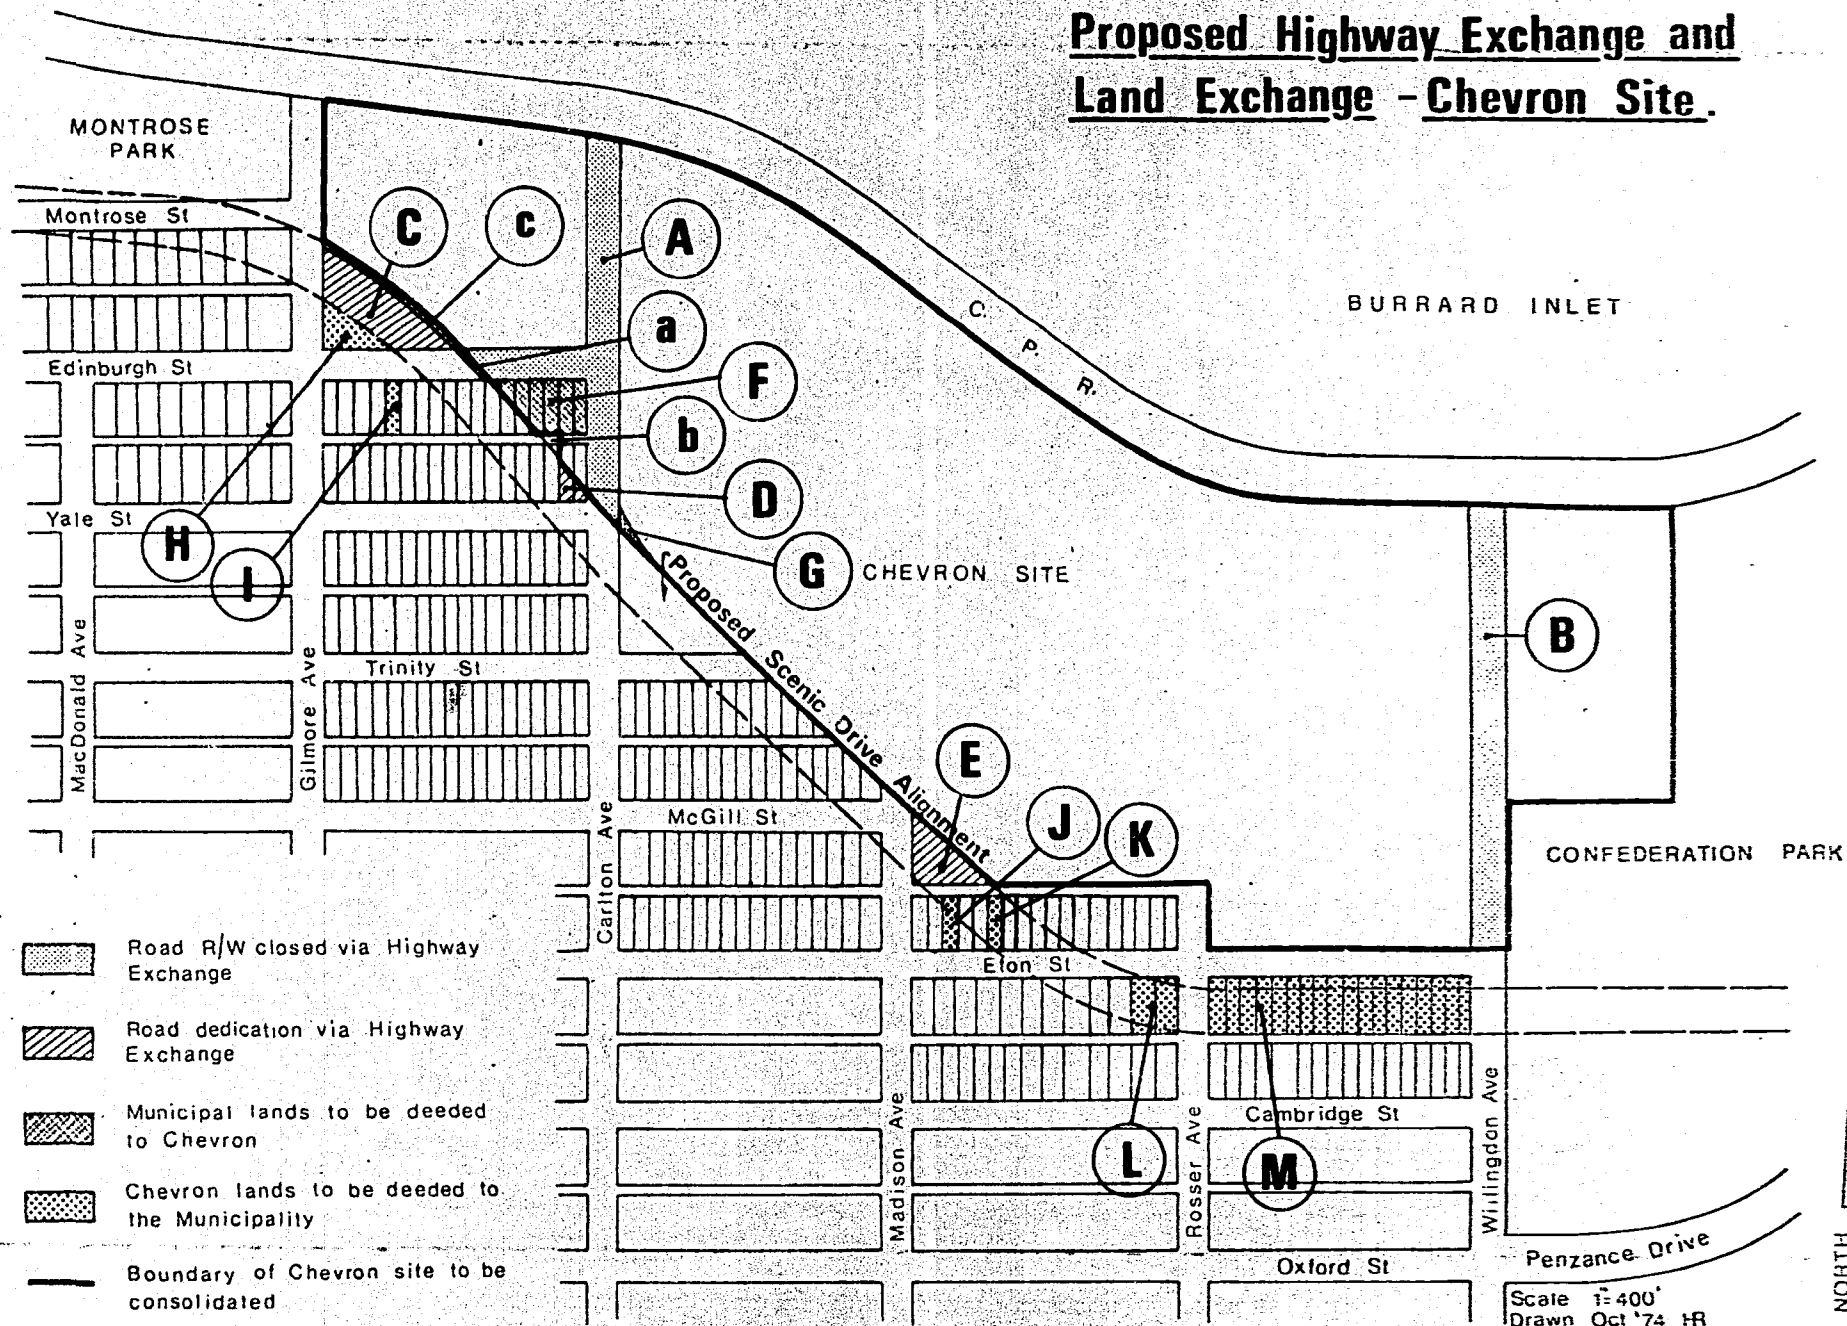 Proposed Highway Exchange and
Land Exchange - Chevron Site.
MONTROSE
PARK
Montrose St
C
c
A
a
BURRARD INLET
C. P. R.
Edinburgh St
F
b
D
Yale St
H
I
G
CHEVRON SITE
Proposed Scenic Drive Alignment
B
MacDonald Ave
Gilmore Ave
Trinity St
E
J
K
Carlton Ave
McGill St
CONFEDERATION PARK
Eton St
Road R/W closed via Highway
Exchange
Road dedication via Highway
Exchange
Municipal lands to be deeded
to Chevron
Chevron lands to be deeded to
the Municipality
Boundary of Chevron site to be
consolidated
Madison Ave
L
Rosser Ave
M
Cambridge St
Willingdon Ave
Oxford St
Penzance Drive
NORTH
Scale 1"=400'
Drawn Oct '74 HR